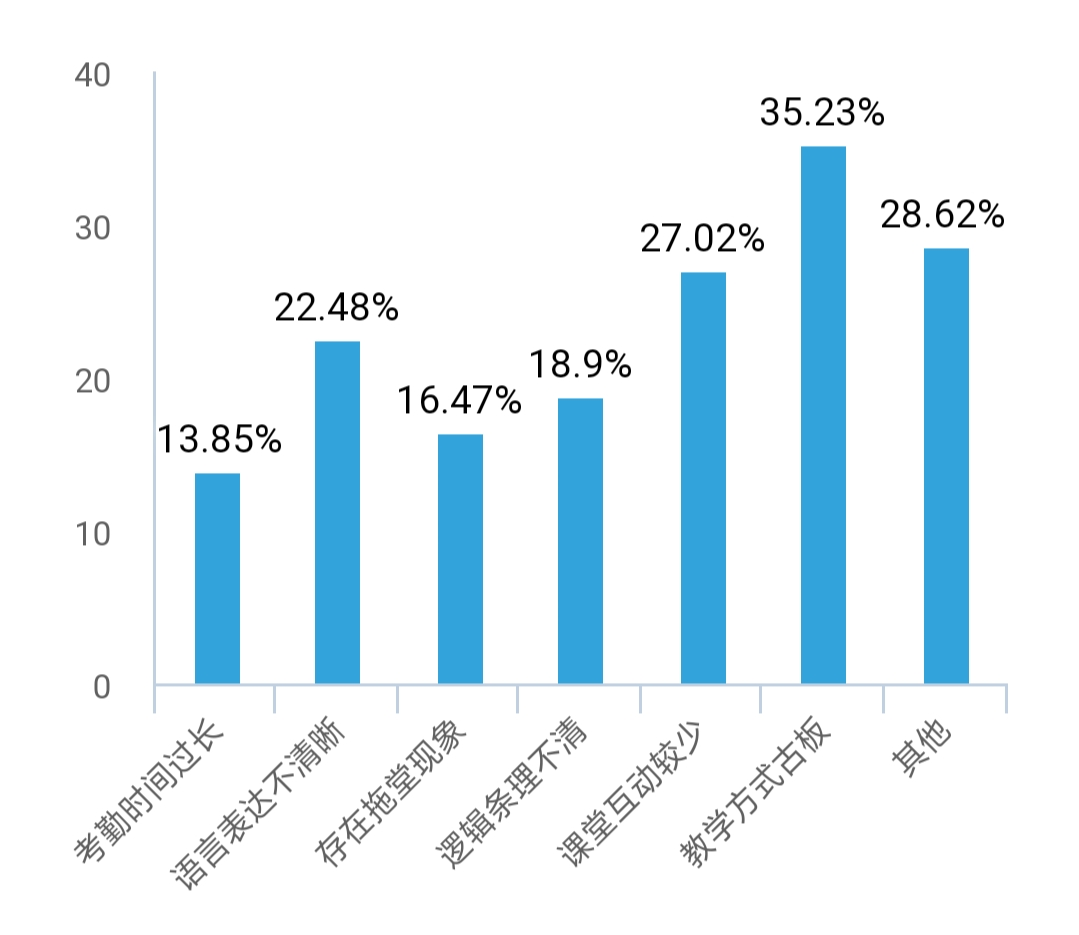 40
30
20
10
0
13.85%
22.48%
16.47%
18.9%
27.02%
35.23%
28.62%
考勤时间过长
语言表达不清晰
存在拖堂现象
逻辑条理不清
课堂互动较少
教学方式古板
其他